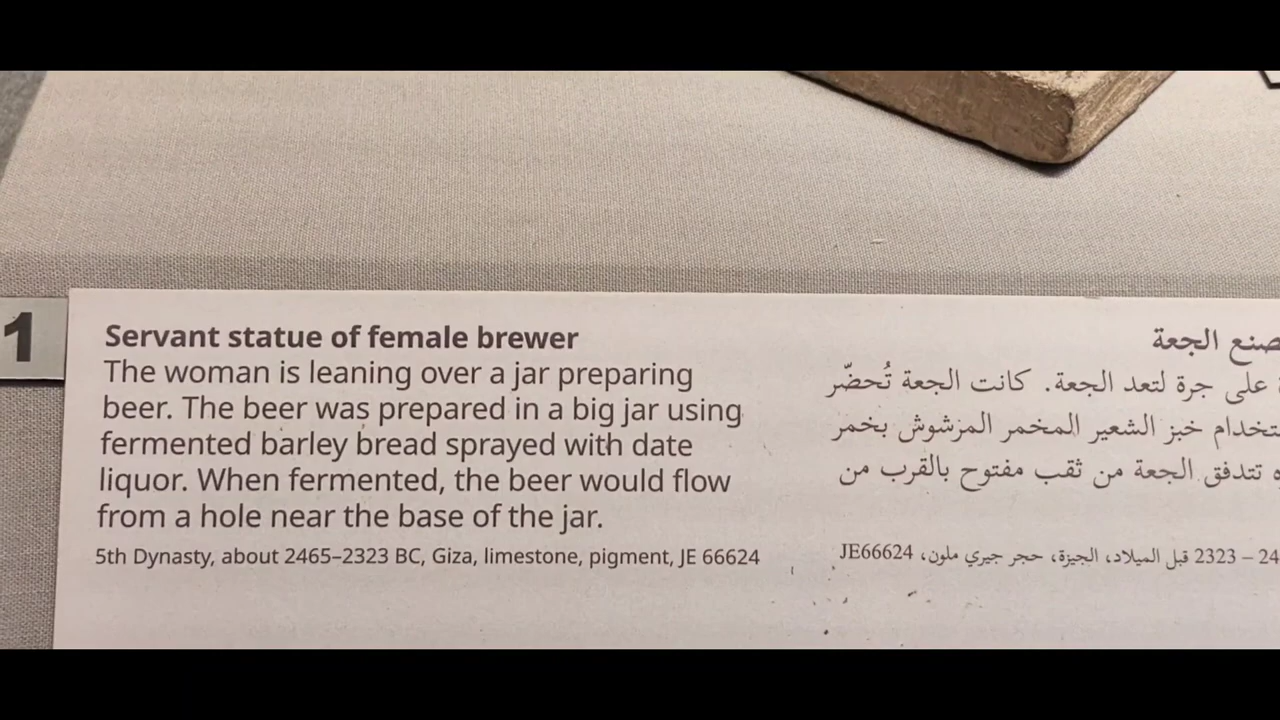 1
Servant statue of female brewer
The woman is leaning over a jar preparing
beer. The beer was prepared in a big jar using
fermented barley bread sprayed with date
liquor. When fermented, the beer would flow
from a hole near the base of the jar.
5th Dynasty, about 2465–2323 BC, Giza, limestone, pigment, JE 66624
الجعة
على جرة لتعد الجعة. كانت الجعة تُحضّر
خبز الشعير المخمر المزشوش بخمر
تتدفق الجعة من ثقب مفتوح بالقرب من
– 2323 قبل الميلاد، الجيزة، حجر جيري ملون، JE66624